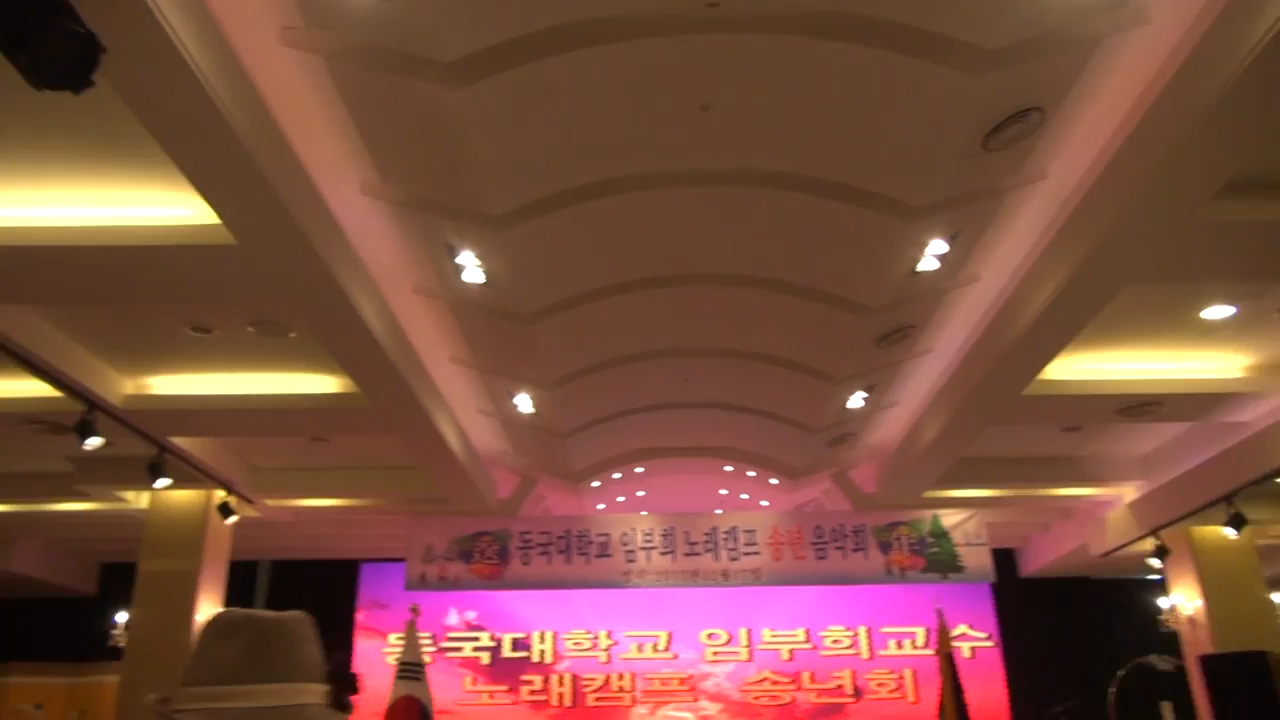 동국대학교 임부희 노래캠프 송년 음악회
동국대학교 임부희교수
노래캠프 송년회